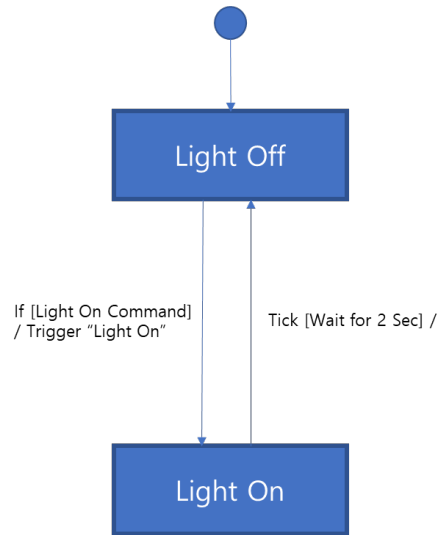 Light Off
If [Light On Command]
/ Trigger “Light On”
Tick [Wait for 2 Sec] /
Light On